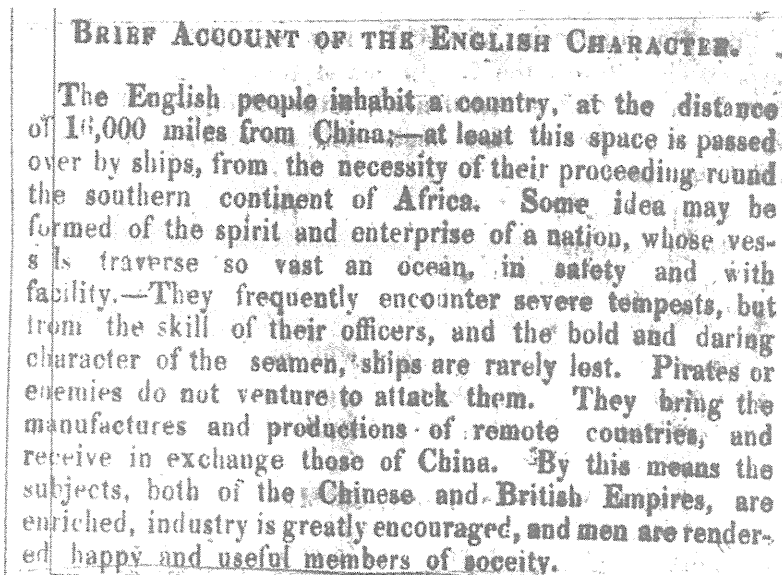 BRIEF ACCOUNT OF THE ENGLISH CHARACTER.
The English people inhabit a country, at the distance
of 16,000 miles from China;—at least this space is passed
over by ships, from the necessity of their proceeding round
the southern continent of Africa. Some idea may be
formed of the spirit and enterprise of a nation, whose ves-
sels traverse so vast an ocean, in safety and with
facility.—They frequently encounter severe tempests, but
from the skill of their officers, and the bold and daring
character of the seamen, ships are rarely lost. Pirates or
enemies do not venture to attack them. They bring the
manufactures and productions of remote countries, and
receive in exchange those of China. By this means the
subjects, both of the Chinese and British Empires, are
enriched, industry is greatly encouraged, and men are render-
ed happy and useful members of soceity.